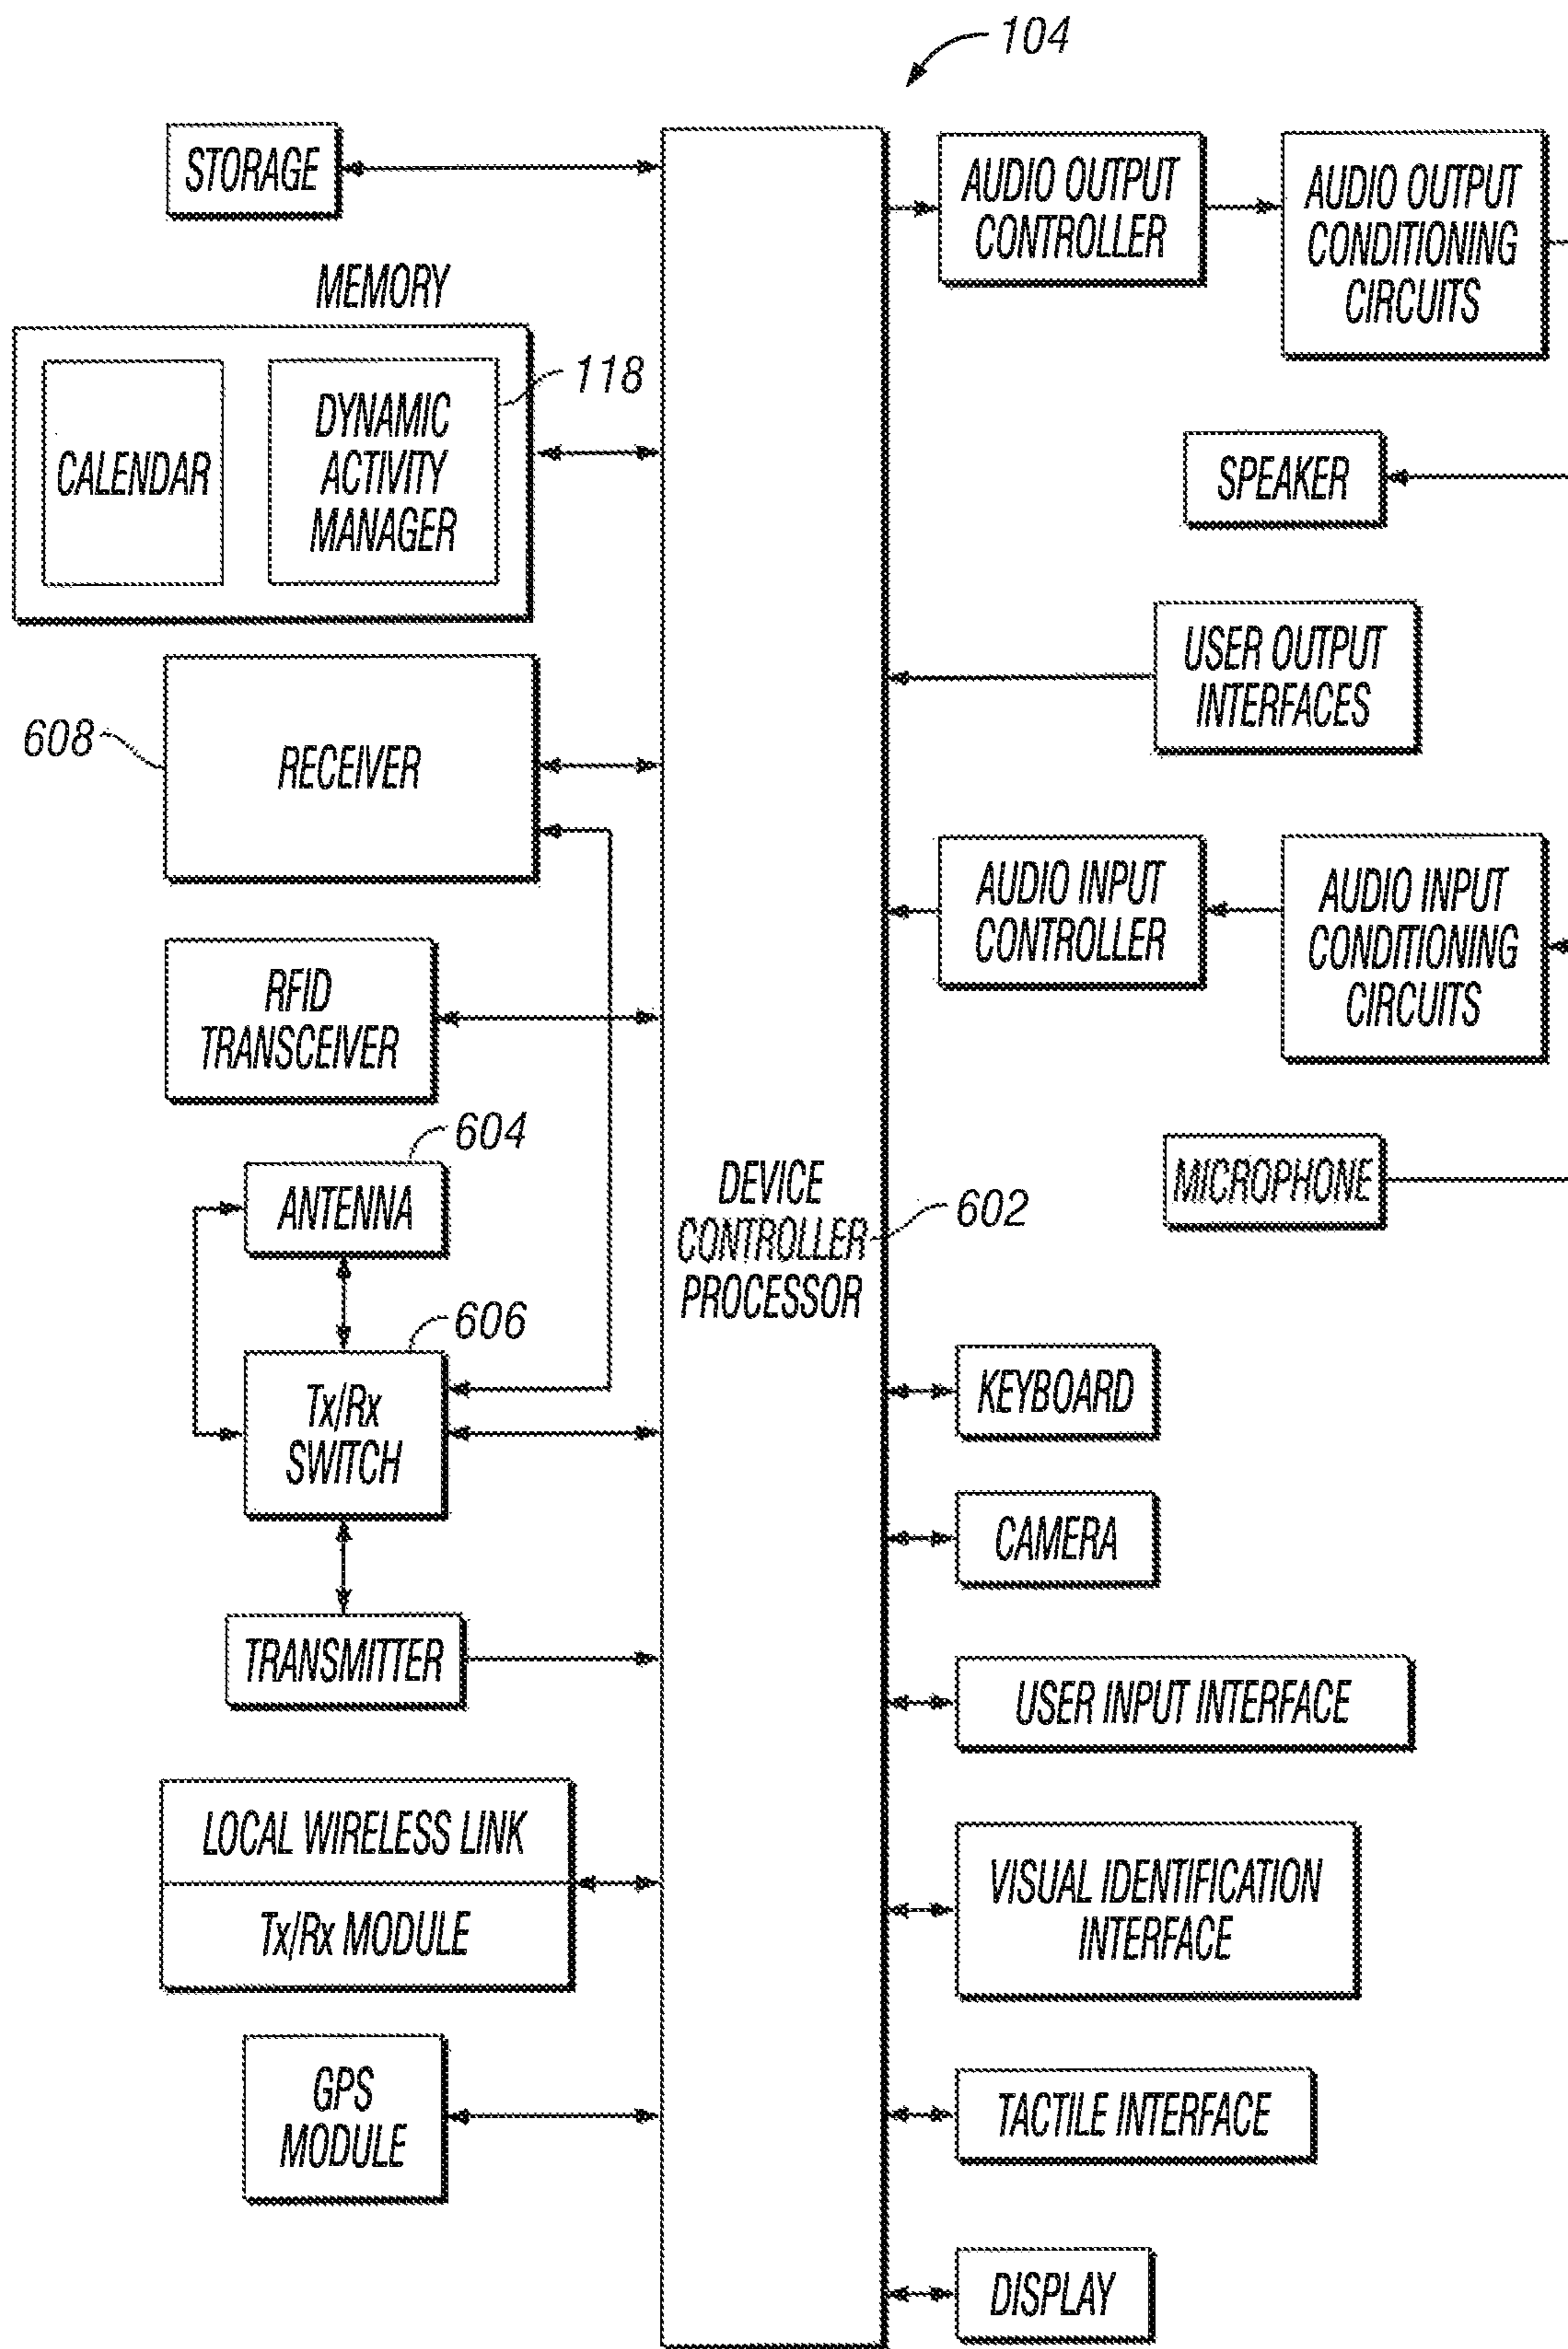 104
STORAGE
MEMORY
CALENDAR
DYNAMIC
ACTIVITY
MANAGER
118
RECEIVER
608
RFID
TRANSCEIVER
604
ANTENNA
606
Tx/Rx
SWITCH
TRANSMITTER
LOCAL WIRELESS LINK
Tx/Rx MODULE
GPS
MODULE
DEVICE
CONTROLLER
PROCESSOR
602
AUDIO OUTPUT
CONTROLLER
AUDIO OUTPUT
CONDITIONING
CIRCUITS
SPEAKER
USER OUTPUT
INTERFACES
AUDIO INPUT
CONTROLLER
AUDIO INPUT
CONDITIONING
CIRCUITS
MICROPHONE
KEYBOARD
CAMERA
USER INPUT INTERFACE
VISUAL IDENTIFICATION
INTERFACE
TACTILE INTERFACE
DISPLAY